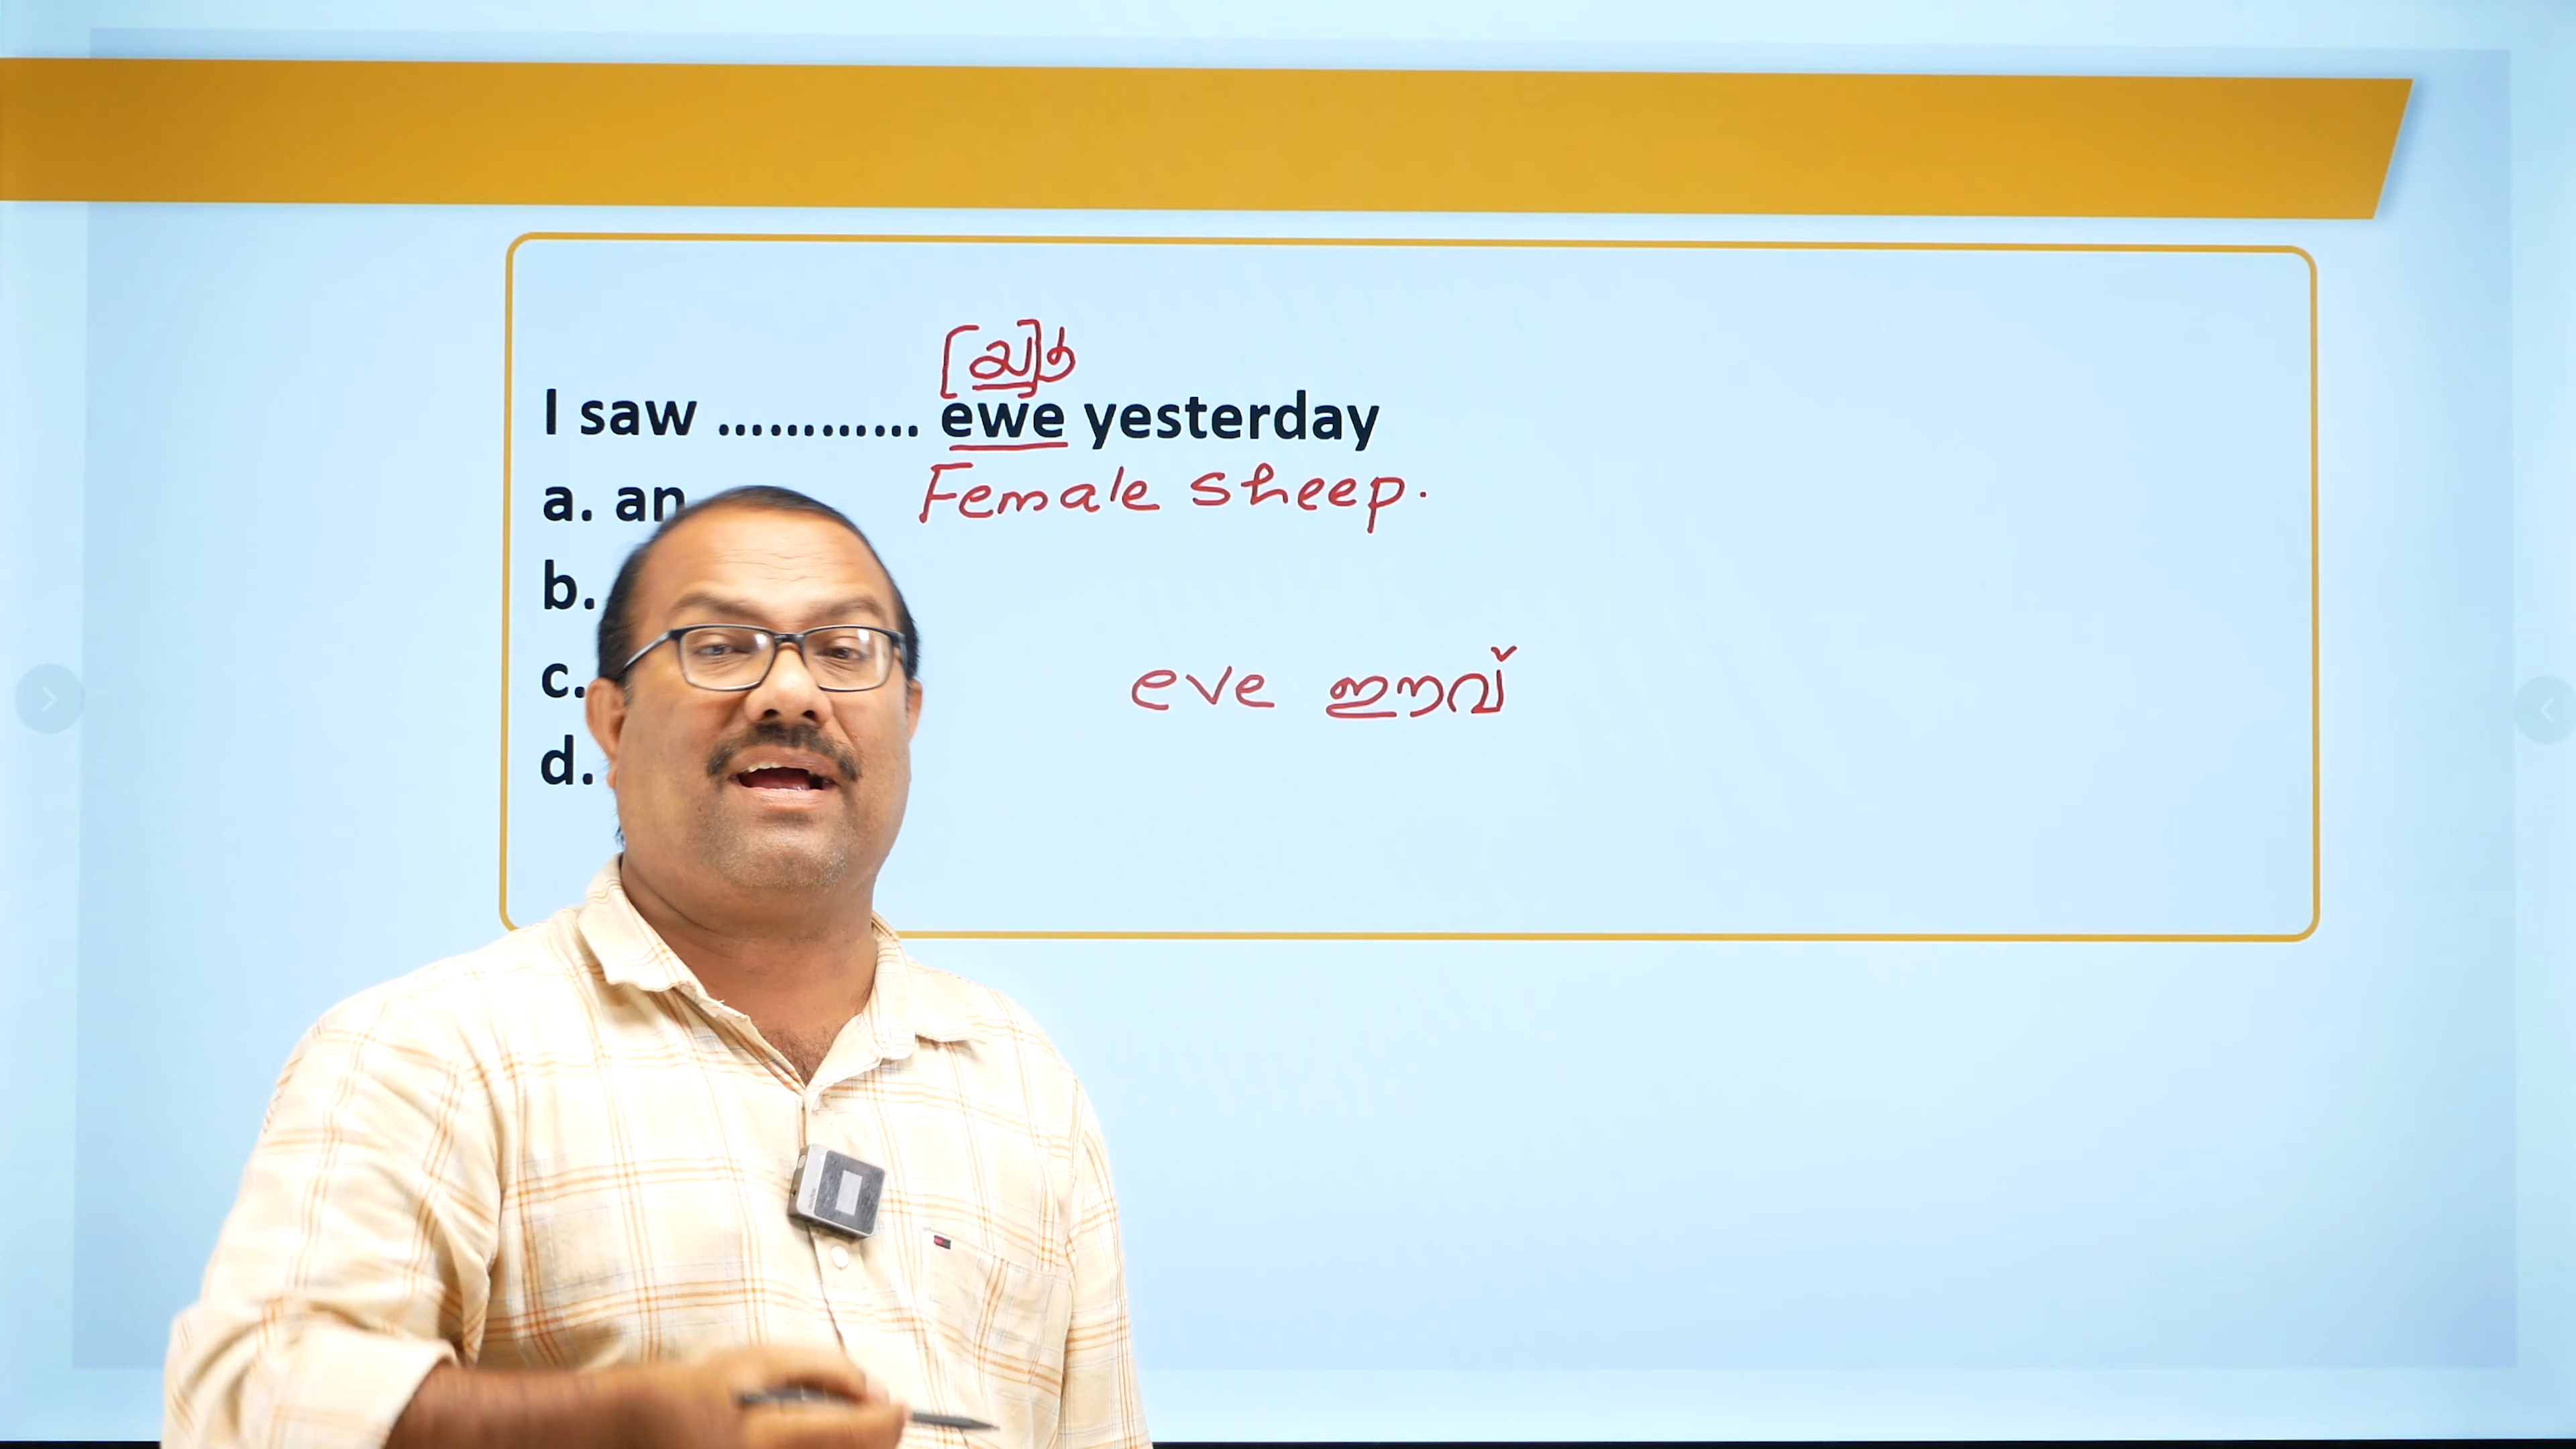 [യു]
I saw ............ ewe yesterday
a. an
Female sheep.
b.
c.
eve ഈവ്
d.